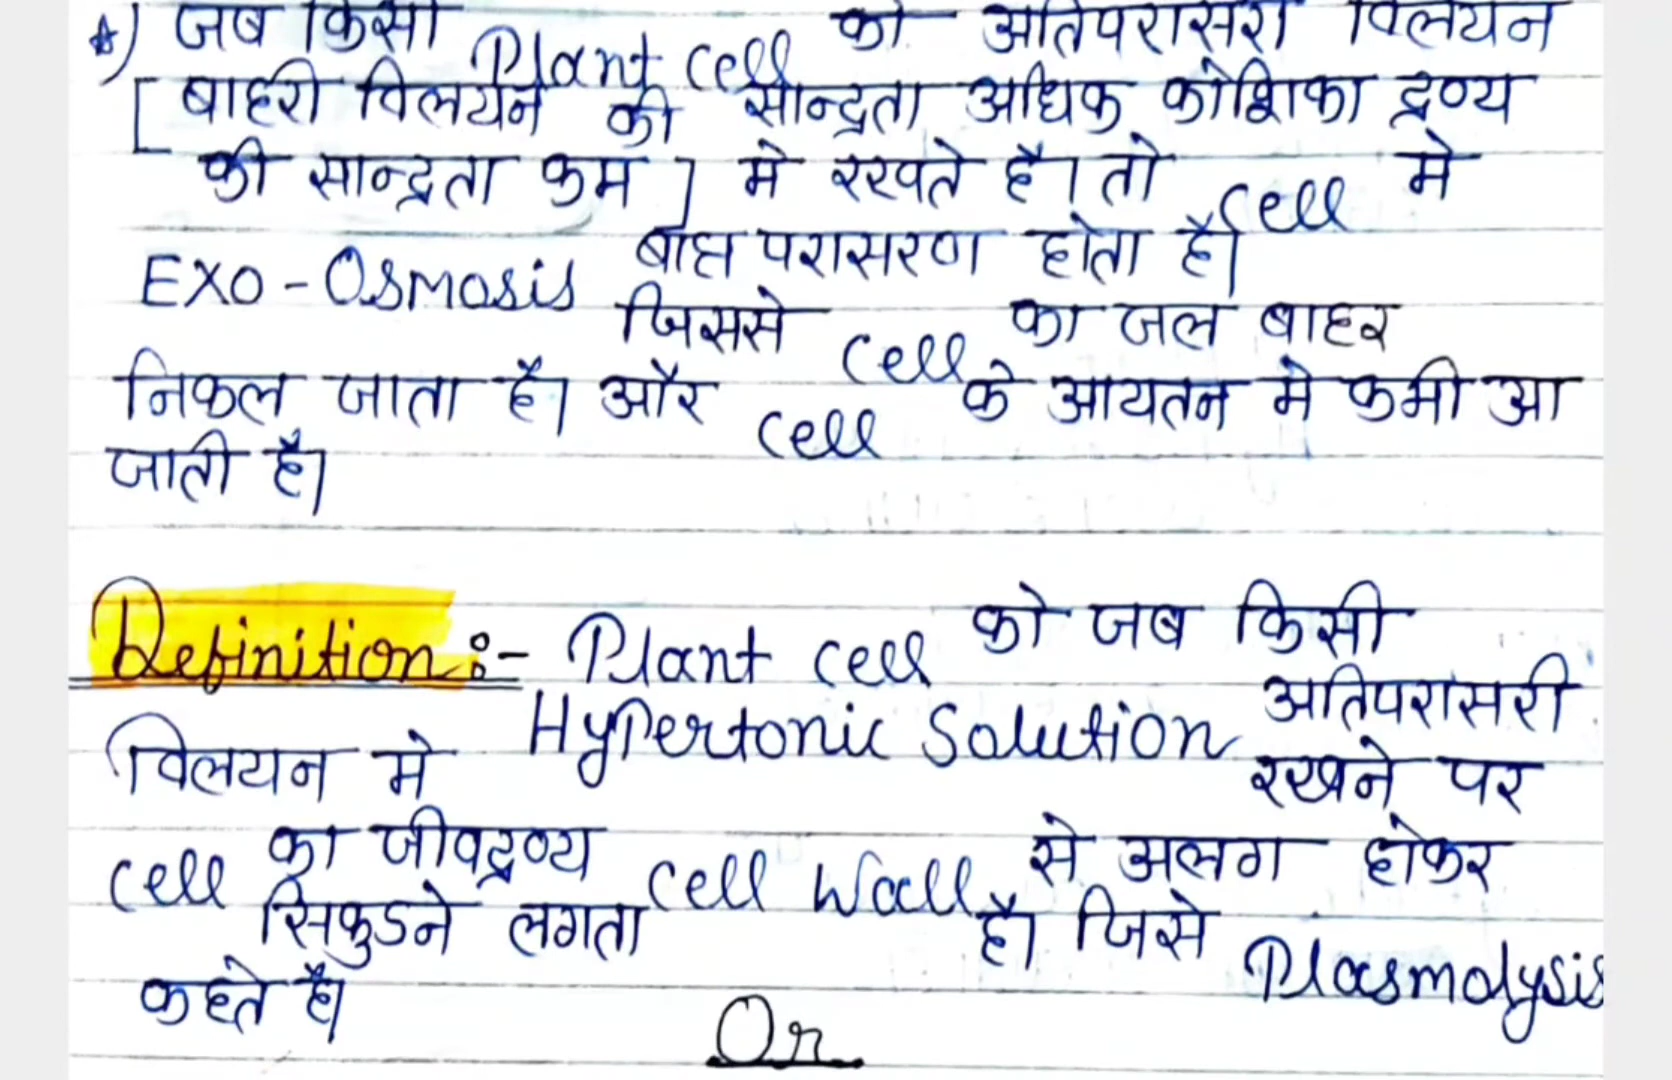 *) जब किसी Plant cell को अतिपरासरी विलयन
[ बाहरी विलयन की सान्द्रता अधिक कोशिका द्रव्य
की सान्द्रता कम ] मे रखते है। तो cell मे
EXO-Osmosis बाह्य परासरण होता है।
जिससे cell का जल बाहर
निकल जाता है। और cell के आयतन मे कमी आ
जाती है।
Definition :- Plant cell को जब किसी
Hypertonic Solution अतिपरासरी
विलयन मे रखने पर
cell का जीवद्रव्य cell wall से अलग होकर
सिकुडने लगता है। जिसे Plasmolysis
कहते है।
Or